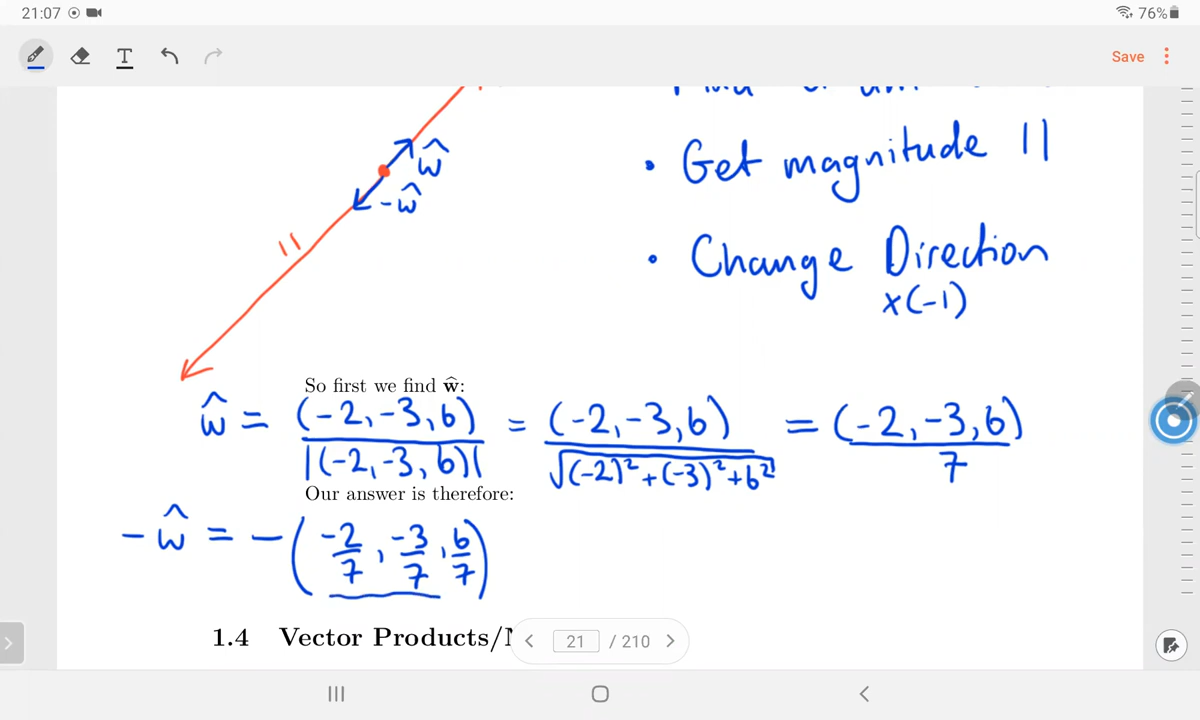 21:07 76%
T Save
• Get magnitude 11
ŵ
-ŵ
11
• Change Direction
x(-1)
So first we find ŵ:
ŵ = (-2,-3,6) / |(-2,-3,6)| = (-2,-3,6) / √(-2)²+(-3)²+6² = (-2,-3,6) / 7
Our answer is therefore:
-ŵ = -(-2/7, -3/7, 6/7)
1.4 Vector Products/
21 / 210